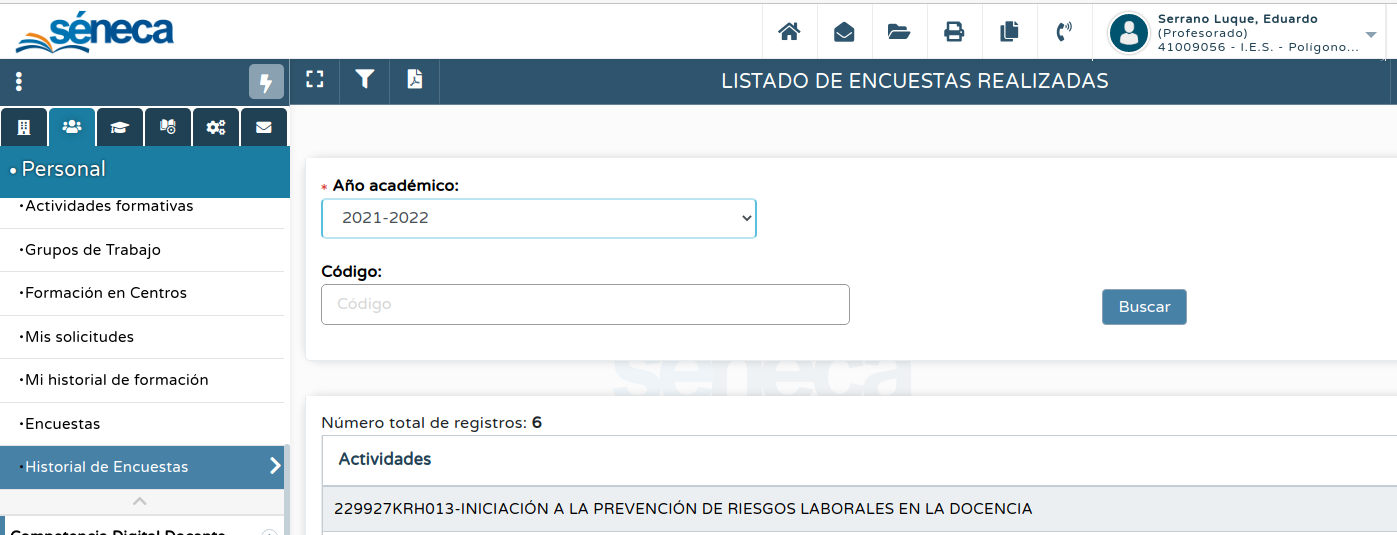 séneca
Serrano Luque, Eduardo
(Profesorado)
41009056 - I.E.S. - Polígono...
LISTADO DE ENCUESTAS REALIZADAS
• Personal
•Actividades formativas
•Grupos de Trabajo
•Formación en Centros
•Mis solicitudes
•Mi historial de formación
•Encuestas
•Historial de Encuestas
Competencia Digital Docente
* Año académico:
2021-2022
Código:
Código
Buscar
séneca
Número total de registros: 6
Actividades
229927KRH013-INICIACIÓN A LA PREVENCIÓN DE RIESGOS LABORALES EN LA DOCENCIA